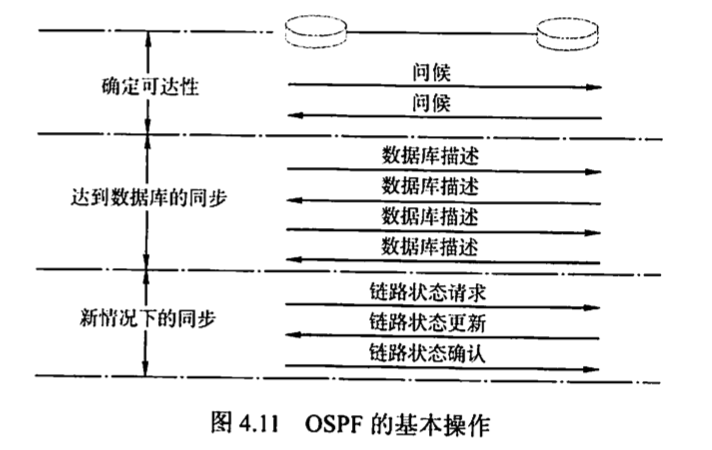 问候
确定可达性
问候
数据库描述
数据库描述
达到数据库的同步
数据库描述
数据库描述
链路状态请求
新情况下的同步
链路状态更新
链路状态确认
图 4.11 OSPF 的基本操作